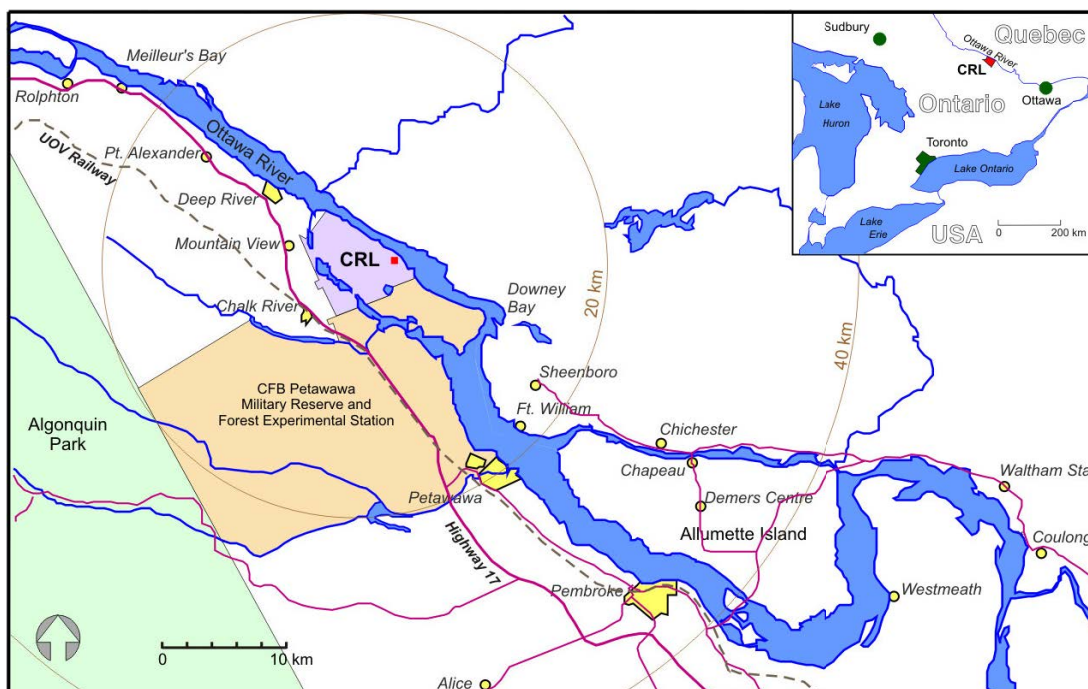 Meilleur's Bay
Rolphton
UOV Railway
Pt. Alexander
Ottawa River
Deep River
Mountain View
CRL
Chalk River
Downey
Bay
20 km
40 km
Sheenboro
Ft. William
CFB Petawawa
Military Reserve and
Forest Experimental Station
Algonquin
Park
Chichester
Chapeau
Waltham Sta
Petawawa
Demers Centre
Allumette Island
Coulong
Highway 17
Pembroke
Westmeath
0 10 km
Alice
Sudbury
Quebec
Ottawa River
CRL
Ontario
Ottawa
Lake
Huron
Toronto
Lake Ontario
Lake
Erie
USA
0 200 km